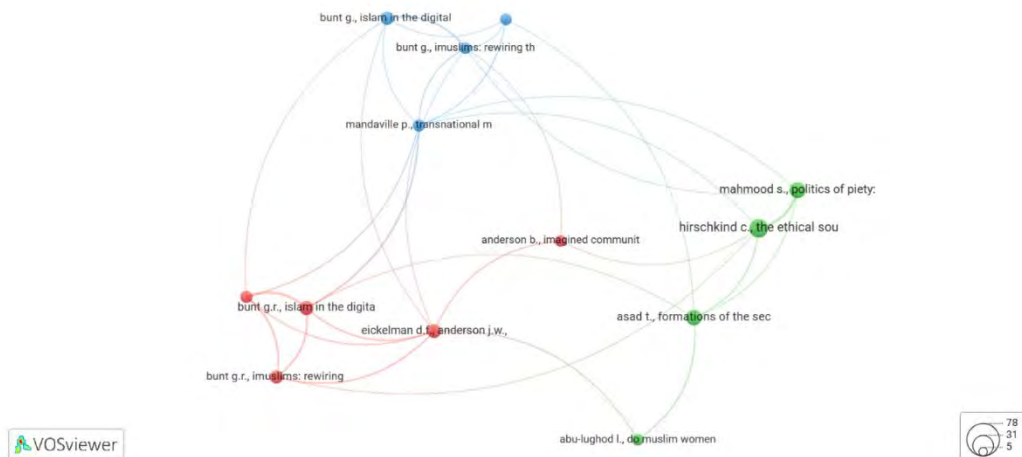 bunt g., islam in the digital
bunt g., imuslims: rewiring th
mandaville p., transnational m
mahmood s., politics of piety:
hirschkind c., the ethical sou
anderson b., imagined communit
bunt g.r., islam in the digita
asad t., formations of the sec
eickelman d.f., anderson j.w.,
bunt g.r., imuslims: rewiring
abu-lughod l., do muslim women
VOSviewer
78
31
5